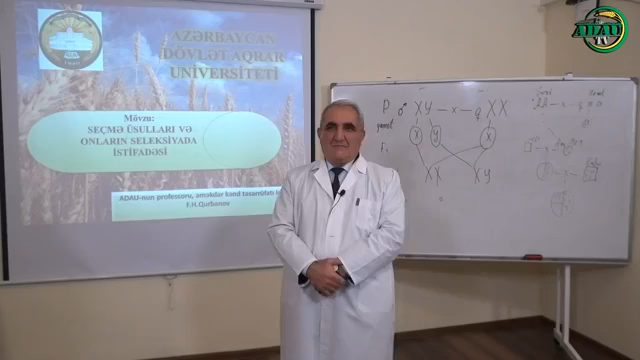 AZƏRBAYCAN
DÖVLƏT AQRAR
UNİVERSİTETİ
Mövzu:
SEÇMƏ ÜSULLARI VƏ
ONLARIN SELEKSİYADA
İSTİFADƏSİ
ADAU-nun professoru, əməkdar kənd təsərrüfatı
F.H.Qurbanov
ADAU
TV
P. ♂ XY – x – ♀ XX
X Y X
F₁
XX XY